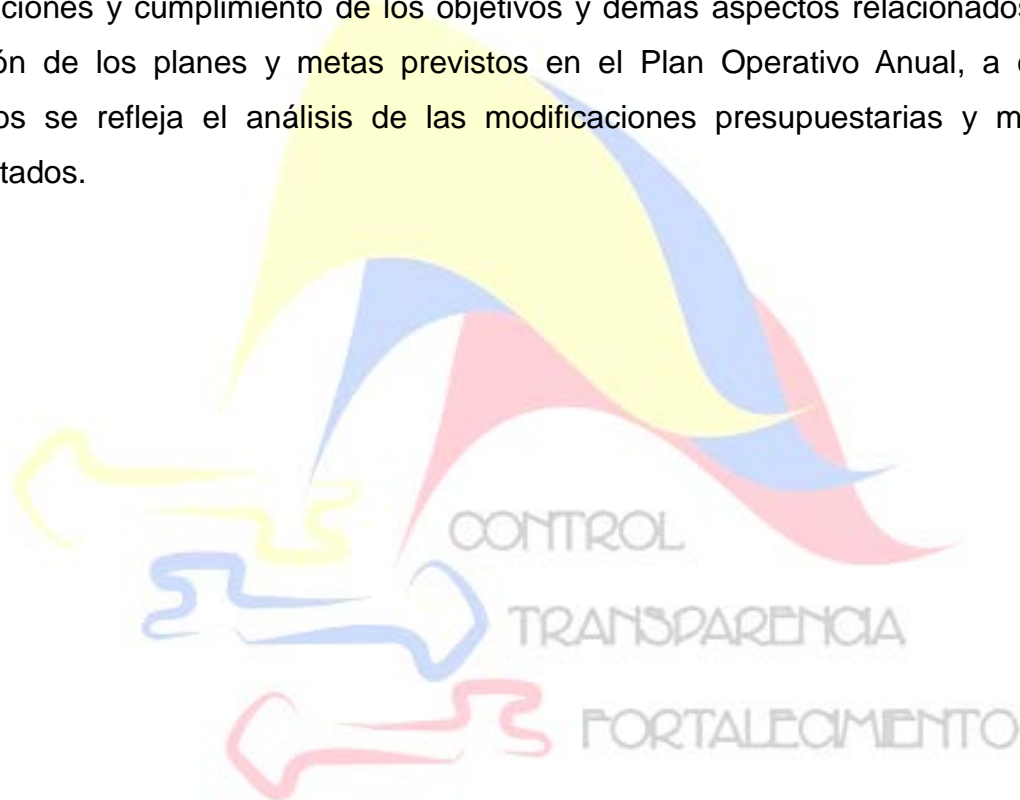 ciones y cumplimiento de los objetivos y demás aspectos relacionados
ón de los planes y metas previstos en el Plan Operativo Anual, a
os se refleja el análisis de las modificaciones presupuestarias y m
tados.
CONTROL
TRANSPARENCIA
FORTALECIMIENTO